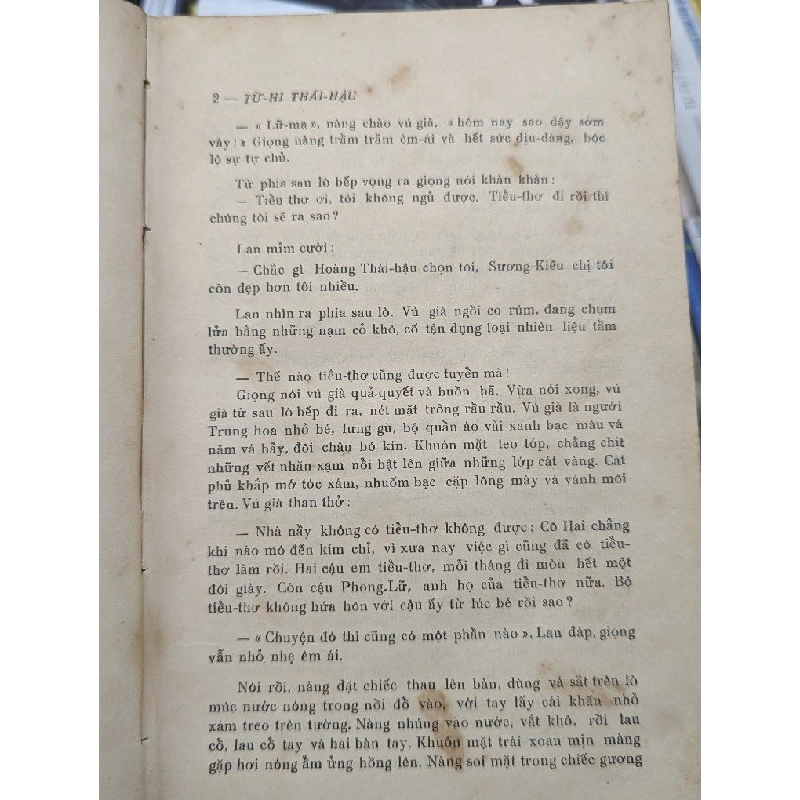 2 — TỪ-HI THÁI-HẬU
— « Lữ-ma », nàng chào vú già, « hôm nay sao dậy sớm
vậy ! » Giọng nàng trầm trầm êm-ái và hết sức dịu-dàng, bộc
lộ sự tự chủ.
Từ phía sau lò bếp vọng ra giọng nói khàn khàn :
— Tiểu thơ ơi, tôi không ngủ được. Tiểu-thơ đi rồi thì
chúng tôi sẽ ra sao ?
Lan mỉm cười :
— Chắc gì Hoàng Thái-hậu chọn tôi, Sương-Kiêu chị tôi
còn đẹp hơn tôi nhiều.
Lan nhìn ra phía sau lò. Vú già ngồi co rúm, đang chụm
lửa bằng những nạm cỏ khô, cố tận dụng loại nhiên liệu tầm
thường ấy.
— Thế nào tiểu-thơ cũng được tuyển mà !
Giọng nói vú già quả quyết và buồn bã. Vừa nói xong, vú
già từ sau lò bếp đi ra, nét mặt trông rầu rầu. Vú già là người
Trung hoa nhỏ bé, lưng gù, bộ quần áo vải xanh bạc màu vá
năm vá bảy, đôi chân bó kín. Khuôn mặt teo tóp, chằng chịt
những vết nhăn xạm nổi bật lên giữa những lớp cát vàng. Cát
phủ khắp mớ tóc xám, nhuốm bạc cặp lông mày và vành môi
trên. Vú già than thở :
— Nhà nầy không có tiểu-thơ không được ; Cô Hai chẳng
khi nào mó đến kim chỉ, vì xưa nay việc gì cũng đã có tiểu-
thơ làm rồi. Hai cậu em tiểu-thơ, mỗi tháng đi mòn hết một
đôi giày. Còn cậu Phong-Lữ, anh họ của tiểu-thơ nữa. Bộ
tiểu-thơ không hứa hôn với cậu ấy từ lúc bé rồi sao ?
— « Chuyện đó thì cũng có một phần nào », Lan đáp, giọng
vẫn nhỏ nhẹ êm ái.
Nói rồi, nàng đặt chiếc thau lên bàn, dùng vá sắt trên lò
múc nước nóng trong nồi đổ vào, với tay lấy cái khăn nhỏ
xám treo trên tường. Nàng nhúng vào nước, vắt khô, rồi lau
cổ, lau cổ tay và hai bàn tay. Khuôn mặt trái xoan mịn màng
gặp hơi nóng ẩm ửng hồng lên. Nàng soi mặt trong chiếc gương